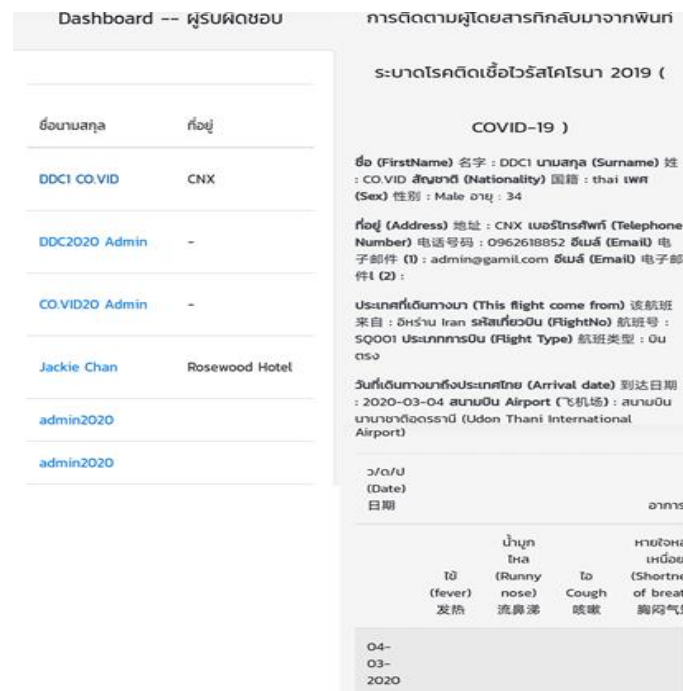 Dashboard -- ผู้รับผิดชอบ
ชื่อนามสกุล ที่อยู่
DDC1 CO.VID CNX
DDC2020 Admin -
CO.VID20 Admin -
Jackie Chan Rosewood Hotel
admin2020
admin2020
การติดตามผู้โดยสารที่กลับมาจากพื้นที่
ระบาดโรคติดเชื้อไวรัสโคโรนา 2019 (
COVID-19 )
ชื่อ (FirstName) 名字 : DDC1 นามสกุล (Surname) 姓
: CO.VID สัญชาติ (Nationality) 国籍 : thai เพศ
(Sex) 性别 : Male อายุ : 34
ที่อยู่ (Address) 地址 : CNX เบอร์โทรศัพท์ (Telephone
Number) 电话号码 : 0962618852 อีเมล์ (Email) 电
子邮件 (1) : admin@gamil.com อีเมล์ (Email) 电子邮
件l (2) :
ประเทศที่เดินทางมา (This flight come from) 该航班
来自 : อิหร่าน Iran รหัสเที่ยวบิน (FlightNo) 航班号 :
SQ001 ประเภทการบิน (Flight Type) 航班类型 : บิน
ตรง
วันที่เดินทางมาถึงประเทศไทย (Arrival date) 到达日期
: 2020-03-04 สนามบิน Airport (飞机场) : สนามบิน
นานาชาติอุดรธานี (Udon Thani International
Airport)
ว/ด/ป
(Date)
日期 อาการ
น้ำมูก หายใจหอ
ไหล เหนื่อย
ไข้ (Runny ไอ (Shortne
(fever) nose) Cough of breat
发热 流鼻涕 咳嗽 胸闷气
04-
03-
2020